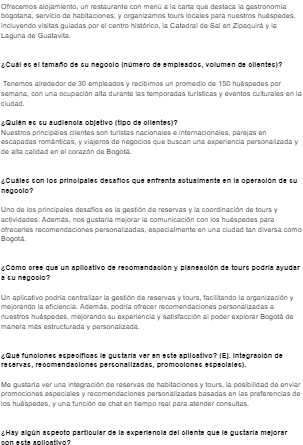 Ofrecemos alojamiento, un restaurante con menú a la carta que destaca la gastronomía
bogotana, servicio de habitaciones, y organizamos tours locales para nuestros huéspedes,
incluyendo visitas guiadas por el centro histórico, la Catedral de Sal en Zipaquirá y la
Laguna de Guatavita.
¿Cuál es el tamaño de su negocio (número de empleados, volumen de clientes)?
Tenemos alrededor de 30 empleados y recibimos un promedio de 150 huéspedes por
semana, con una ocupación alta durante las temporadas turísticas y eventos culturales en la
ciudad.
¿Quién es su audiencia objetivo (tipo de clientes)?
Nuestros principales clientes son turistas nacionales e internacionales, parejas en
escapadas románticas, y viajeros de negocios que buscan una experiencia personalizada y
de alta calidad en el corazón de Bogotá.
¿Cuáles son los principales desafíos que enfrenta actualmente en la operación de su
negocio?
Uno de los principales desafíos es la gestión de reservas y la coordinación de tours y
actividades. Además, nos gustaría mejorar la comunicación con los huéspedes para
ofrecerles recomendaciones personalizadas, especialmente en una ciudad tan diversa como
Bogotá.
¿Cómo cree que un aplicativo de recomendación y planeación de tours podría ayudar
a su negocio?
Un aplicativo podría centralizar la gestión de reservas y tours, facilitando la organización y
mejorando la eficiencia. Además, podría ofrecer recomendaciones personalizadas a
nuestros huéspedes, mejorando su experiencia y satisfacción al poder explorar Bogotá de
manera más estructurada y personalizada.
¿Qué funciones específicas le gustaría ver en este aplicativo? (Ej. Integración de
reservas, recomendaciones personalizadas, promociones especiales).
Me gustaría ver una integración de reservas de habitaciones y tours, la posibilidad de enviar
promociones especiales y recomendaciones personalizadas basadas en las preferencias de
los huéspedes, y una función de chat en tiempo real para atender consultas.
¿Hay algún aspecto particular de la experiencia del cliente que le gustaría mejorar
con este aplicativo?